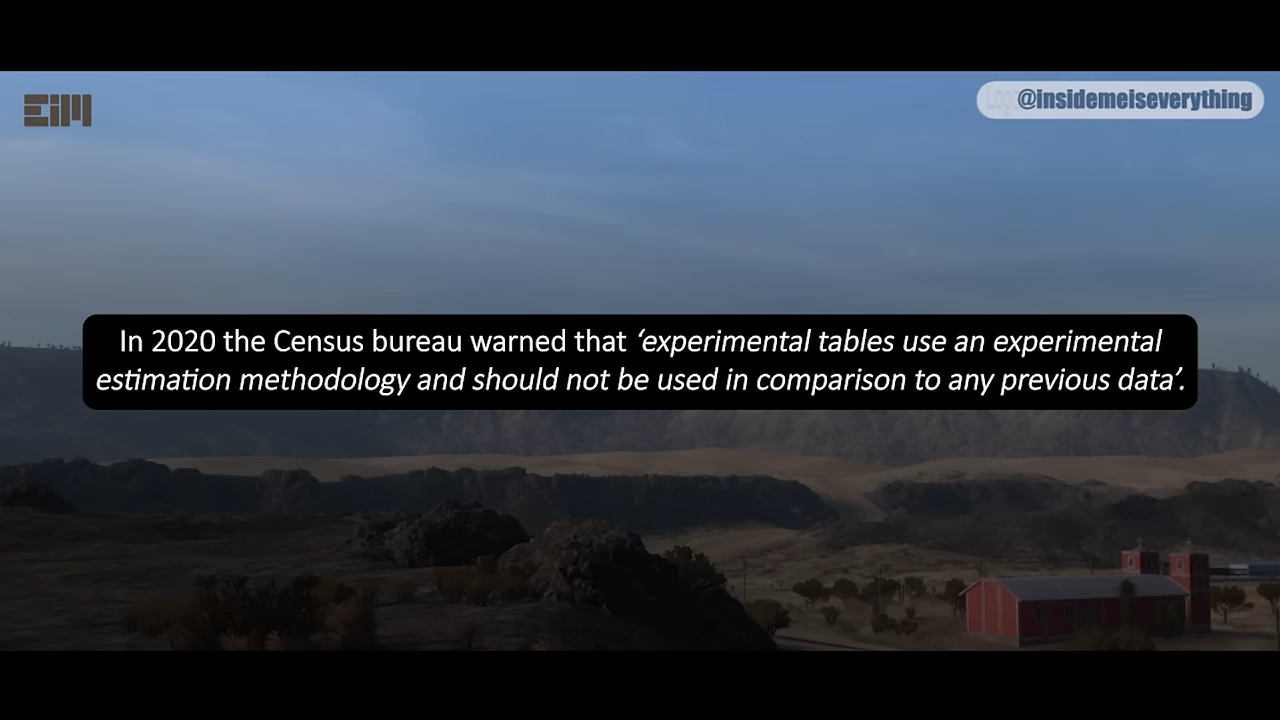 EiM
@insidemeiseverything
In 2020 the Census bureau warned that ‘experimental tables use an experimental
estimation methodology and should not be used in comparison to any previous data’.